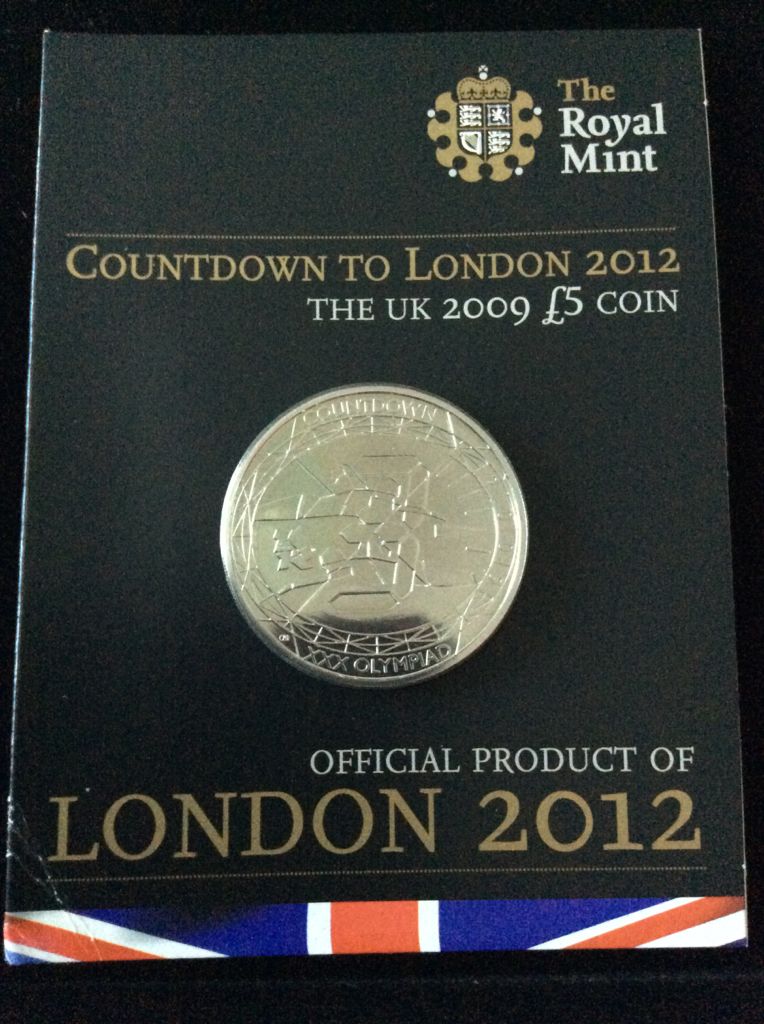 The
Royal
Mint
COUNTDOWN TO LONDON 2012
THE UK 2009 £5 COIN
COUNTDOWN
XXX OLYMPIAD
OFFICIAL PRODUCT OF
LONDON 2012